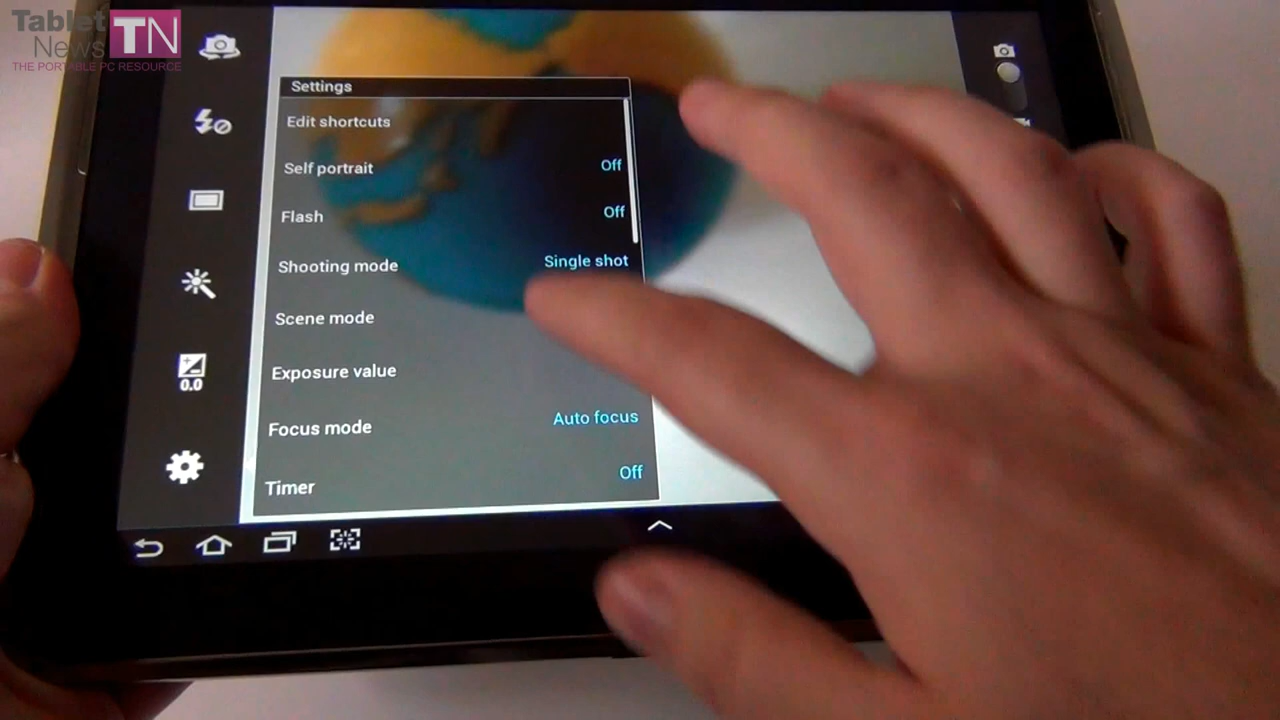 Tablet
News TN
THE PORTABLE PC RESOURCE
Settings
Edit shortcuts
Self portrait Off
Flash Off
Shooting mode Single shot
Scene mode
Exposure value
Focus mode Auto focus
Timer Off
0.0